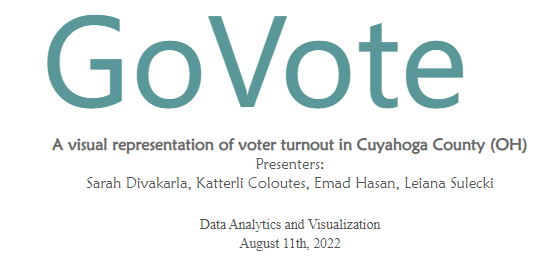 GoVote
A visual representation of voter turnout in Cuyahoga County (OH)
Presenters:
Sarah Divakarla, Katterli Coloutes, Emad Hasan, Leiana Sulecki
Data Analytics and Visualization
August 11th, 2022